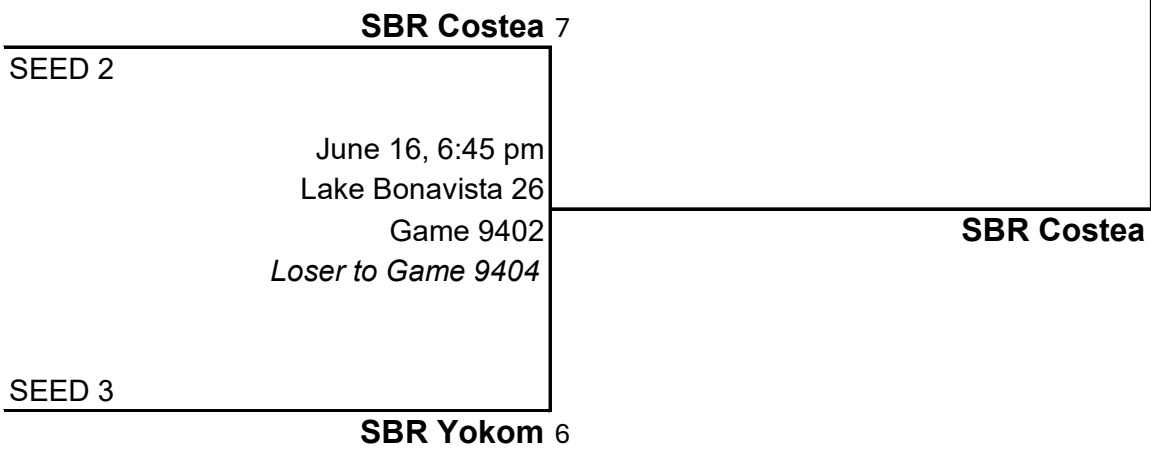 SBR Costea 7
SEED 2
June 16, 6:45 pm
Lake Bonavista 26
Game 9402
SBR Costea
Loser to Game 9404
SEED 3
SBR Yokom 6